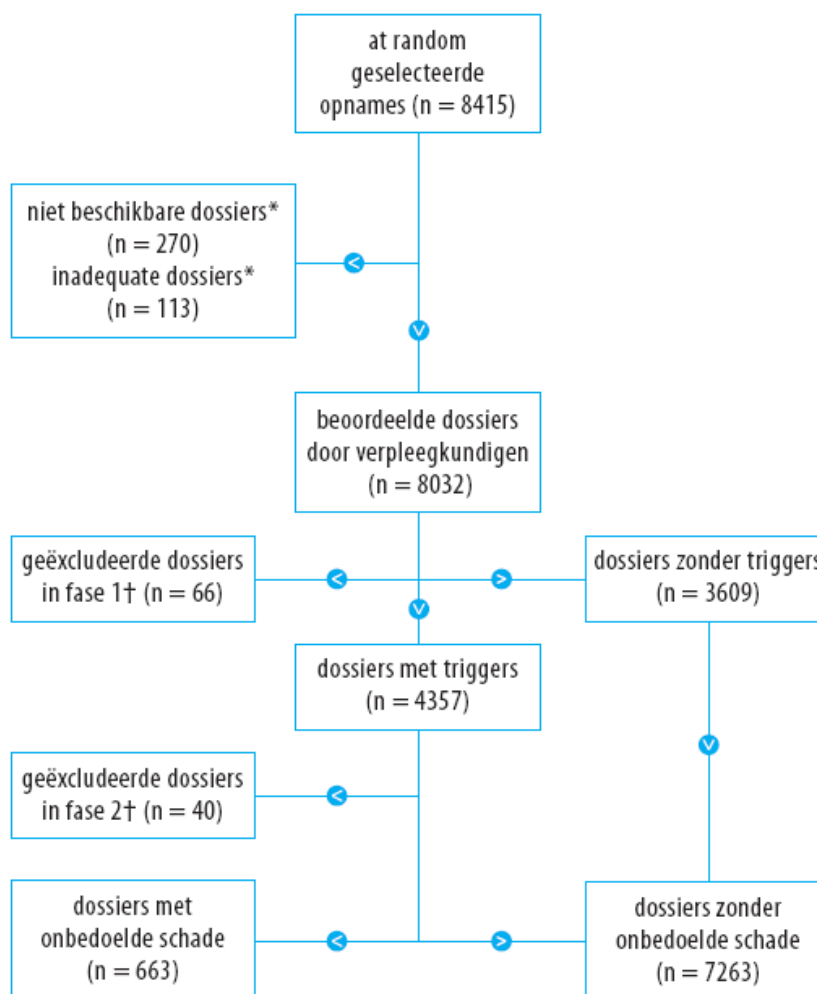 at random
geselecteerde
opnames (n = 8415)
niet beschikbare dossiers*
(n = 270)
inadequate dossiers*
(n = 113)
beoordeelde dossiers
door verpleegkundigen
(n = 8032)
geëxcludeerde dossiers
in fase 1† (n = 66)
dossiers zonder triggers
(n = 3609)
dossiers met triggers
(n = 4357)
geëxcludeerde dossiers
in fase 2† (n = 40)
dossiers met
onbedoelde schade
(n = 663)
dossiers zonder
onbedoelde schade
(n = 7263)